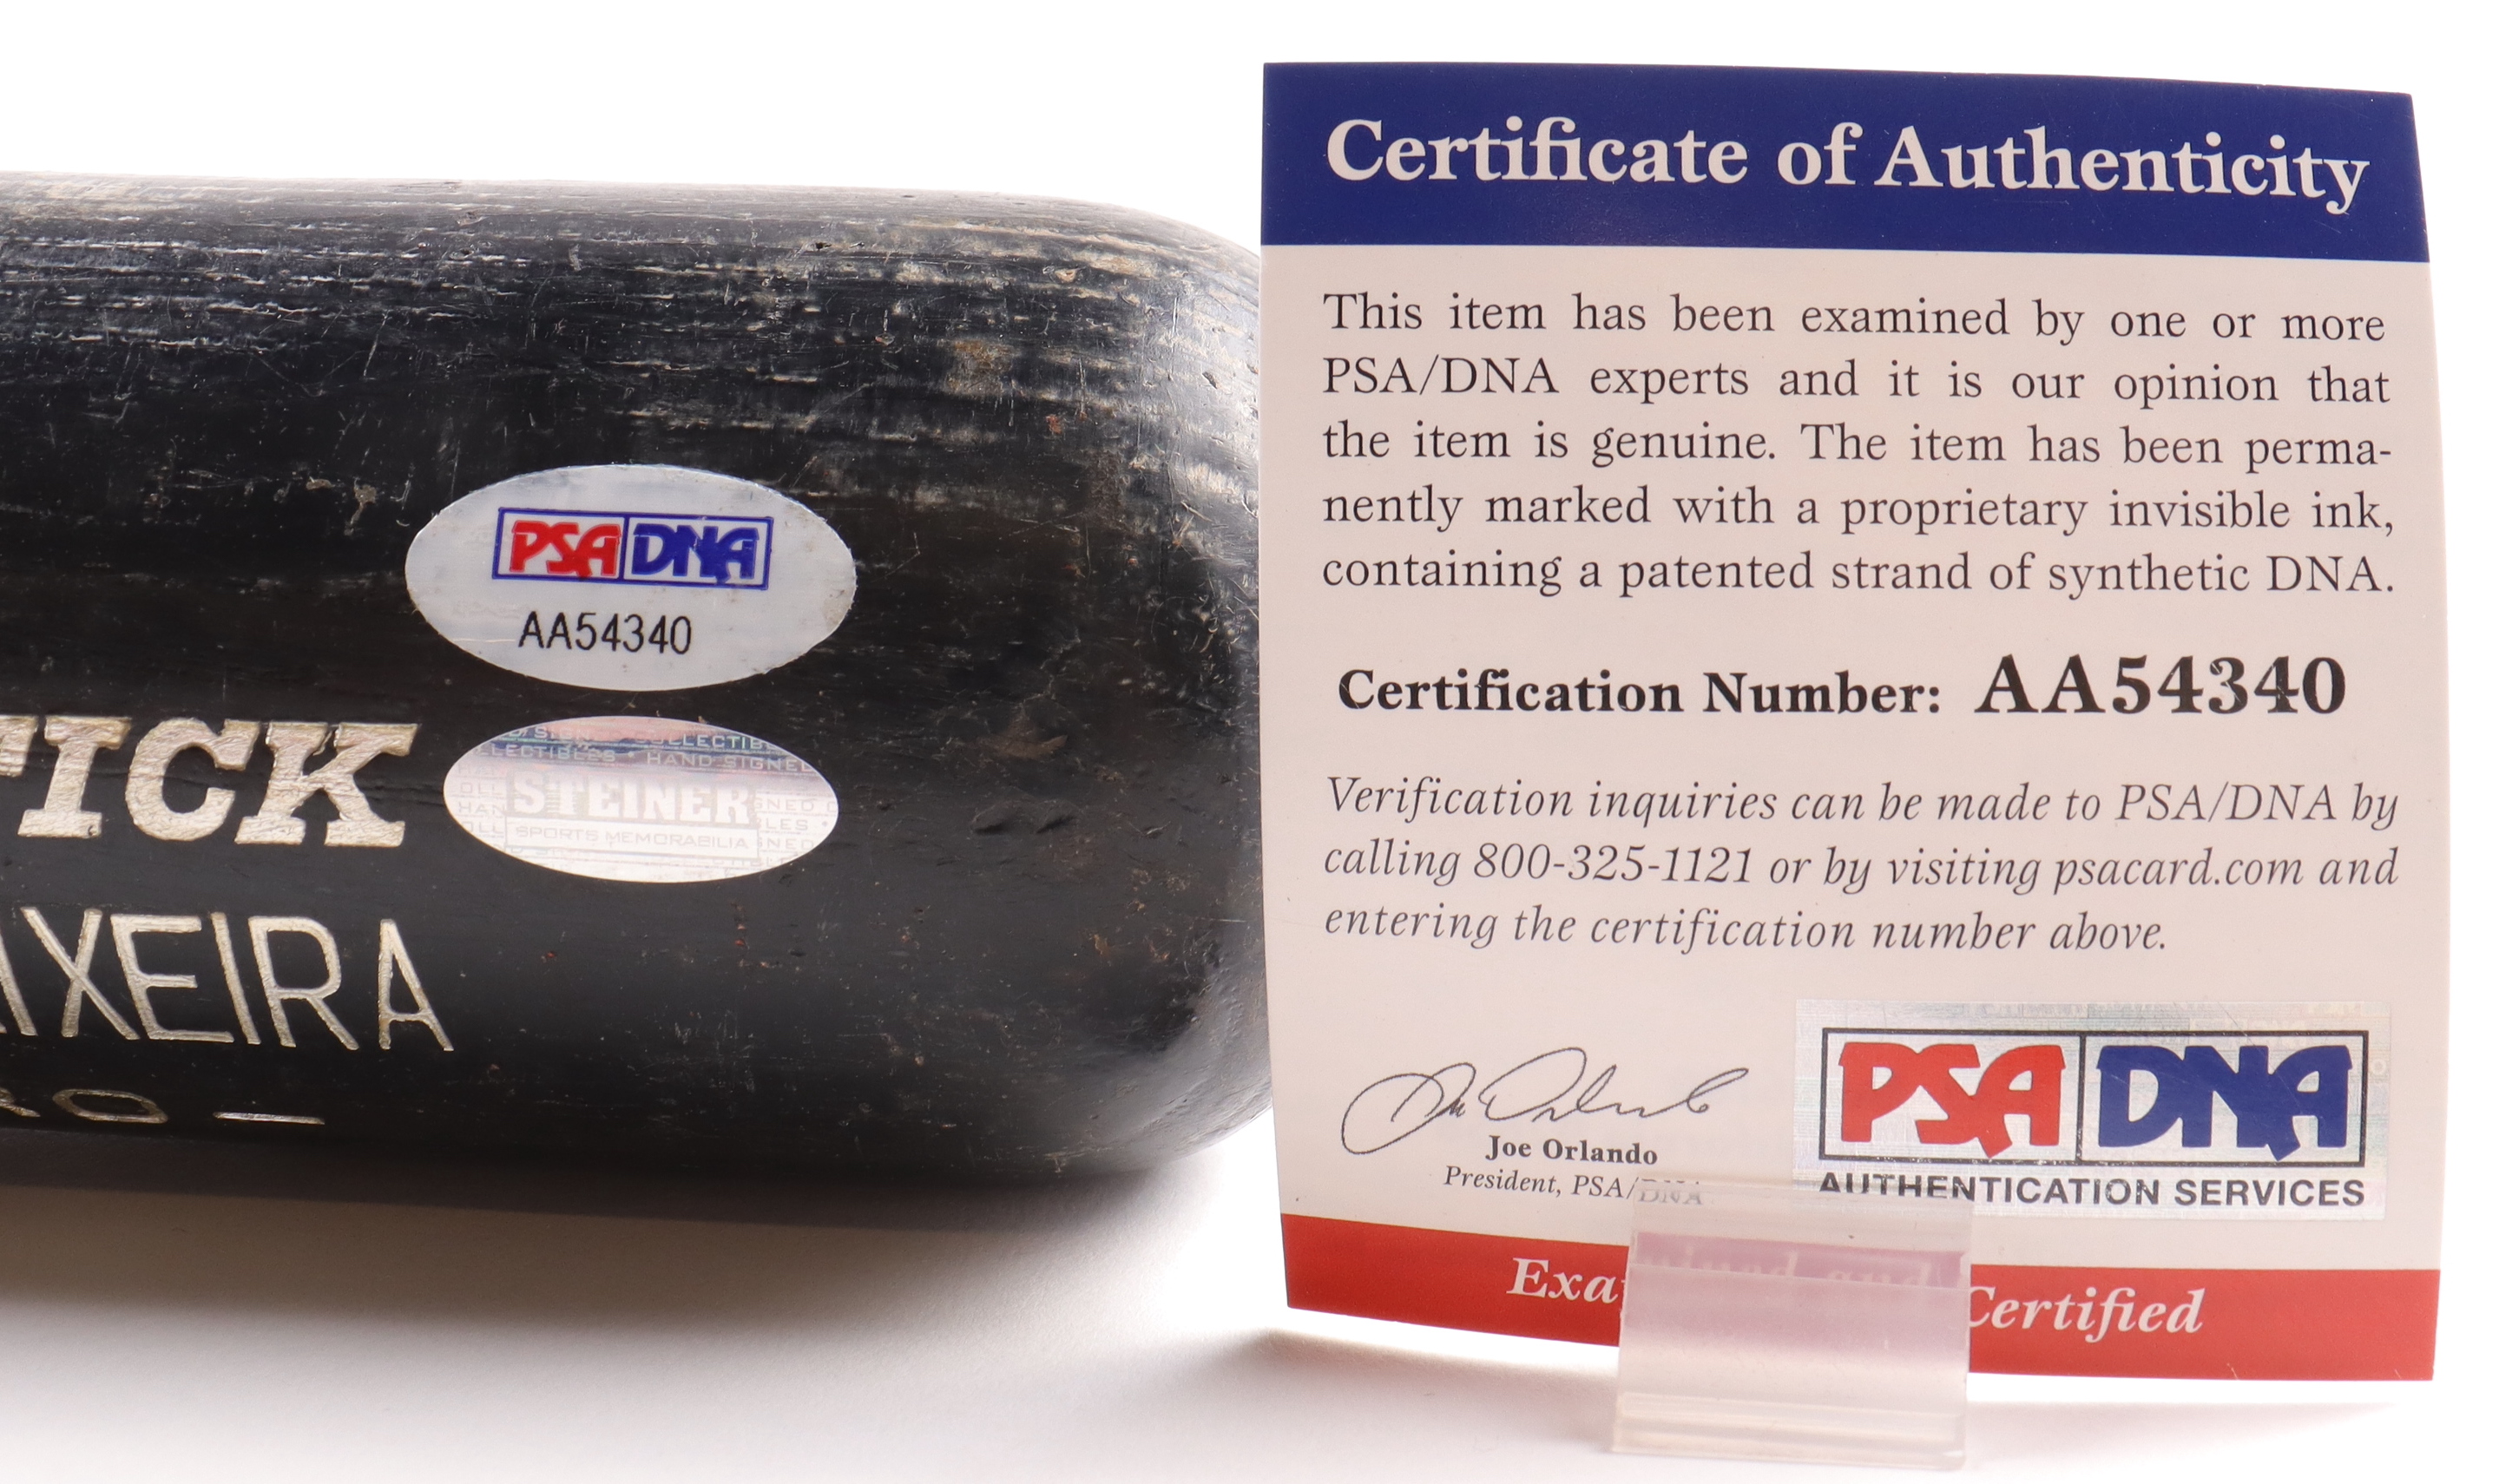 PSA DNA
AA54340
TICK
STEINER
SPORTS MEMORABILIA
HAND SIGNED
IXEIRA
Certificate of Authenticity
This item has been examined by one or more
PSA/DNA experts and it is our opinion that
the item is genuine. The item has been perma-
nently marked with a proprietary invisible ink,
containing a patented strand of synthetic DNA.
Certification Number: AA54340
Verification inquiries can be made to PSA/DNA by
calling 800-325-1121 or by visiting psacard.com and
entering the certification number above.
Joe Orlando
President, PSA/DNA
PSA DNA
AUTHENTICATION SERVICES
Exa Certified